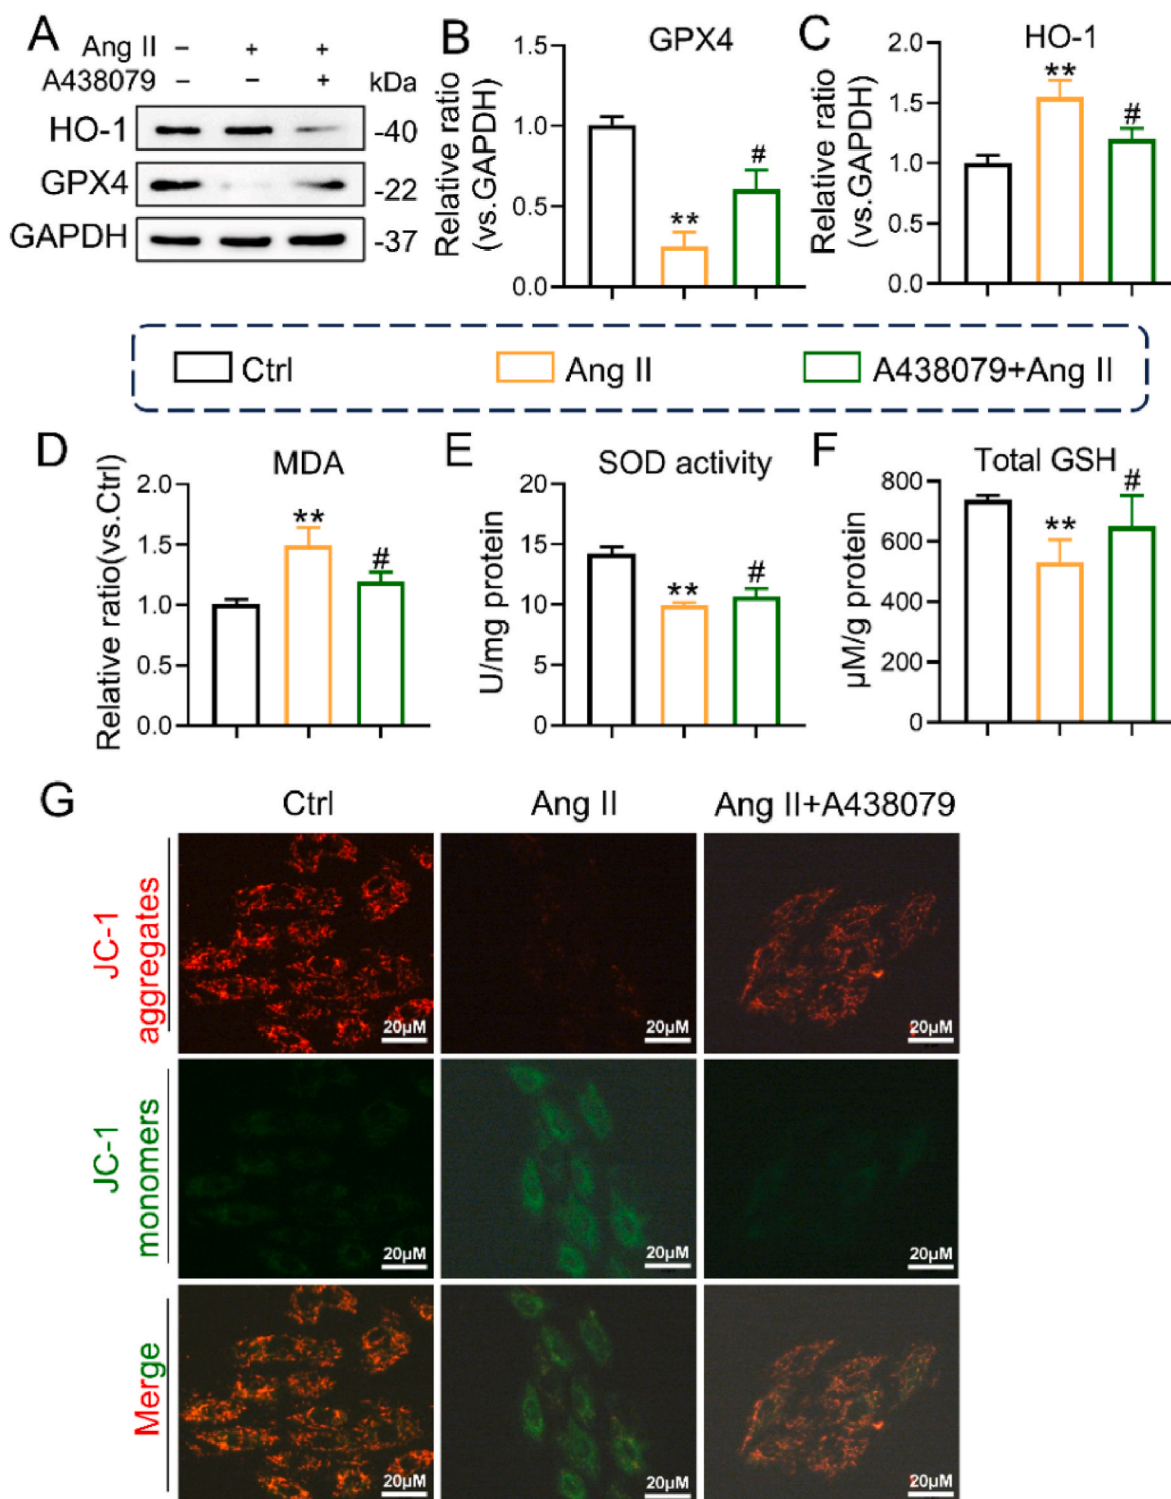 A
Ang II − + +
A438079 − − + kDa
HO-1 -40
GPX4 -22
GAPDH -37
B
GPX4
Relative ratio
(vs.GAPDH)
1.5
1.0
0.5
0.0
**
#
C
HO-1
Relative ratio
(vs.GAPDH)
2.0
1.5
1.0
0.5
0.0
**
#
Ctrl Ang II A438079+Ang II
D
MDA
Relative ratio(vs.Ctrl)
2.0
1.5
1.0
0.5
0.0
**
#
E
SOD activity
U/mg protein
20
15
10
5
0
**
#
F
Total GSH
µM/g protein
800
600
400
200
0
**
#
G
Ctrl Ang II Ang II+A438079
JC-1
aggregates
20µM 20µM 20µM
JC-1
monomers
20µM 20µM 20µM
Merge
20µM 20µM 20µM